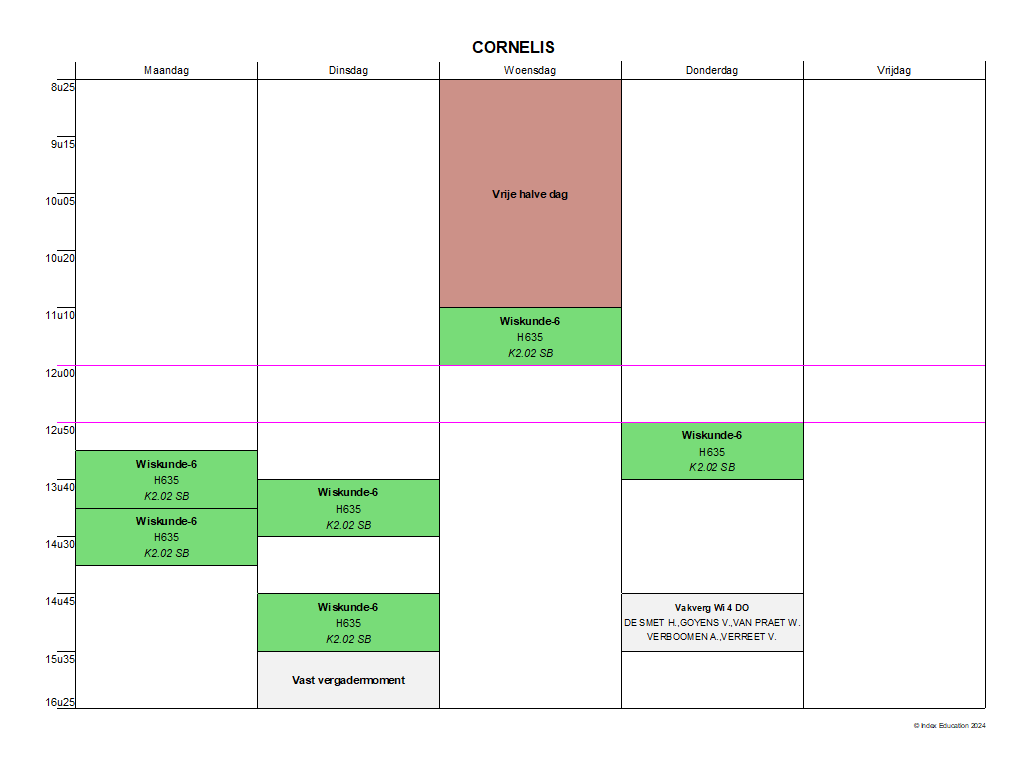 CORNELIS
Maandag Dinsdag Woensdag Donderdag Vrijdag
8u25
9u15
10u05
10u20
11u10
12u00
12u50
13u40
14u30
14u45
15u35
16u25
Wiskunde-6
H635
K2.02 SB
Wiskunde-6
H635
K2.02 SB
Wiskunde-6
H635
K2.02 SB
Wiskunde-6
H635
K2.02 SB
Vast vergadermoment
Vrije halve dag
Wiskunde-6
H635
K2.02 SB
Wiskunde-6
H635
K2.02 SB
Vakverg Wi 4 DO
DE SMET H.,GOYENS V.,VAN PRAET W.
VERBOOMEN A.,VERREET V.
© Index Education 2024